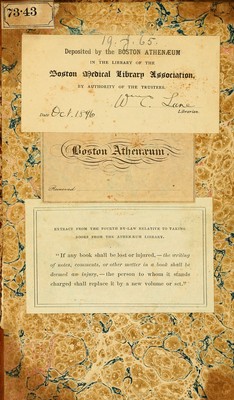 73·43
19.7.65.
Deposited by the BOSTON ATHENÆUM
IN THE LIBRARY OF THE
Boston Medical Library Association,
BY AUTHORITY OF THE TRUSTEES.
Wm C. Lane
Librarian.
Date Oct. 15
Boston Athenæum.
Received
EXTRACT FROM THE FOURTH BY-LAW RELATIVE TO TAKING
BOOKS FROM THE ATHENÆUM LIBRARY.
"If any book shall be lost or injured, — the writing
of notes, comments, or other matter in a book shall be
deemed an injury, — the person to whom it stands
charged shall replace it by a new volume or set."